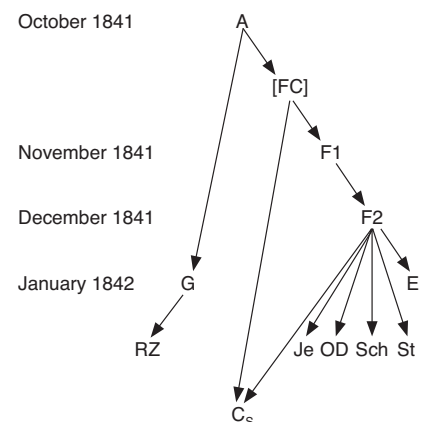 October 1841 A
[FC]
November 1841 F1
December 1841 F2
January 1842 G E
RZ Je OD Sch St
Cs